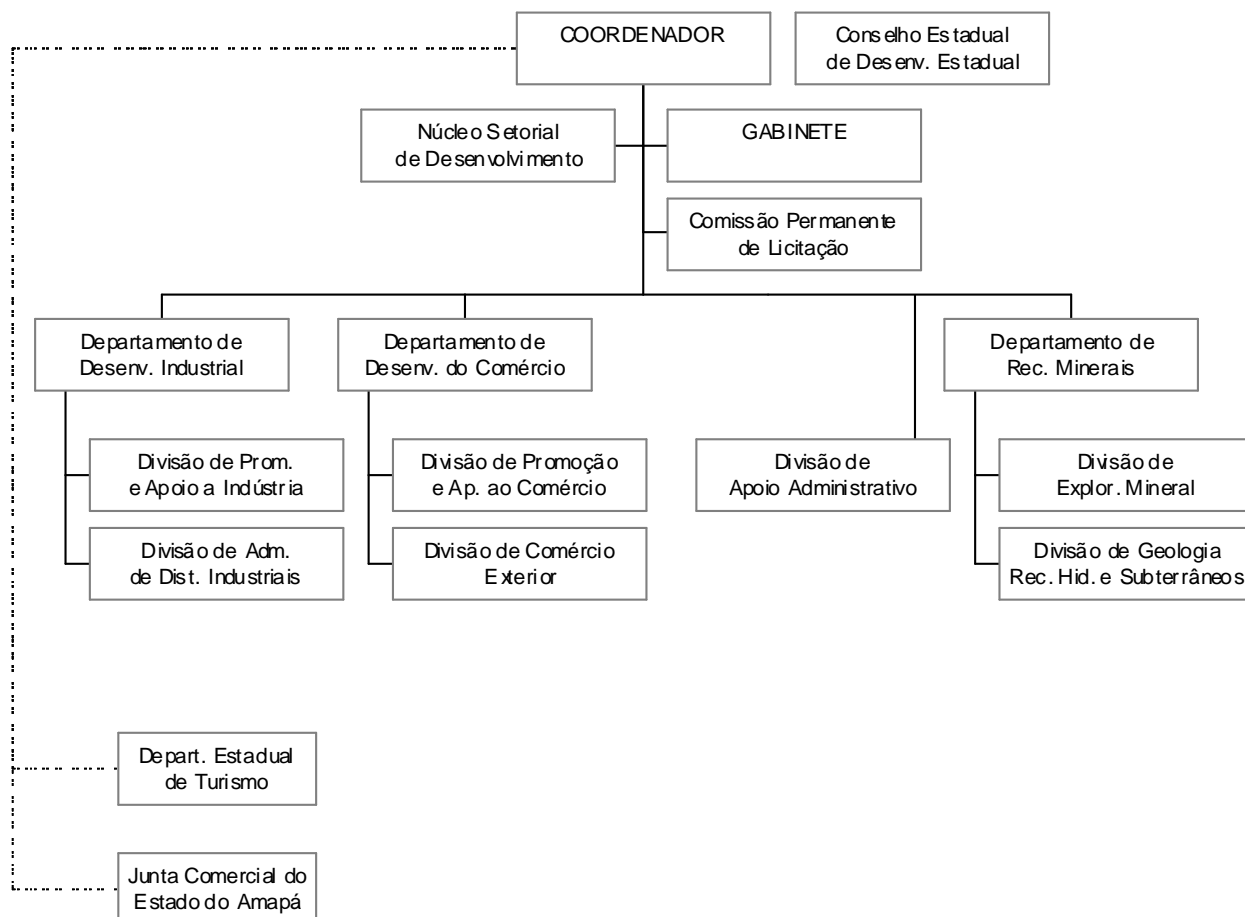 COORDENADOR
Conselho Estadual
de Desenv. Estadual
Núcleo Setorial
de Desenvolvimento
GABINETE
Comissão Permanente
de Licitação
Departamento de
Desenv. Industrial
Departamento de
Desenv. do Comércio
Departamento de
Rec. Minerais
Divisão de Prom.
e Apoio a Indústria
Divisão de Promoção
e Ap. ao Comércio
Divisão de
Apoio Administrativo
Divisão de
Explor. Mineral
Divisão de Adm.
de Dist. Industriais
Divisão de Comércio
Exterior
Divisão de Geologia
Rec. Hid. e Subterrâneos
Depart. Estadual
de Turismo
Junta Comercial do
Estado do Amapá